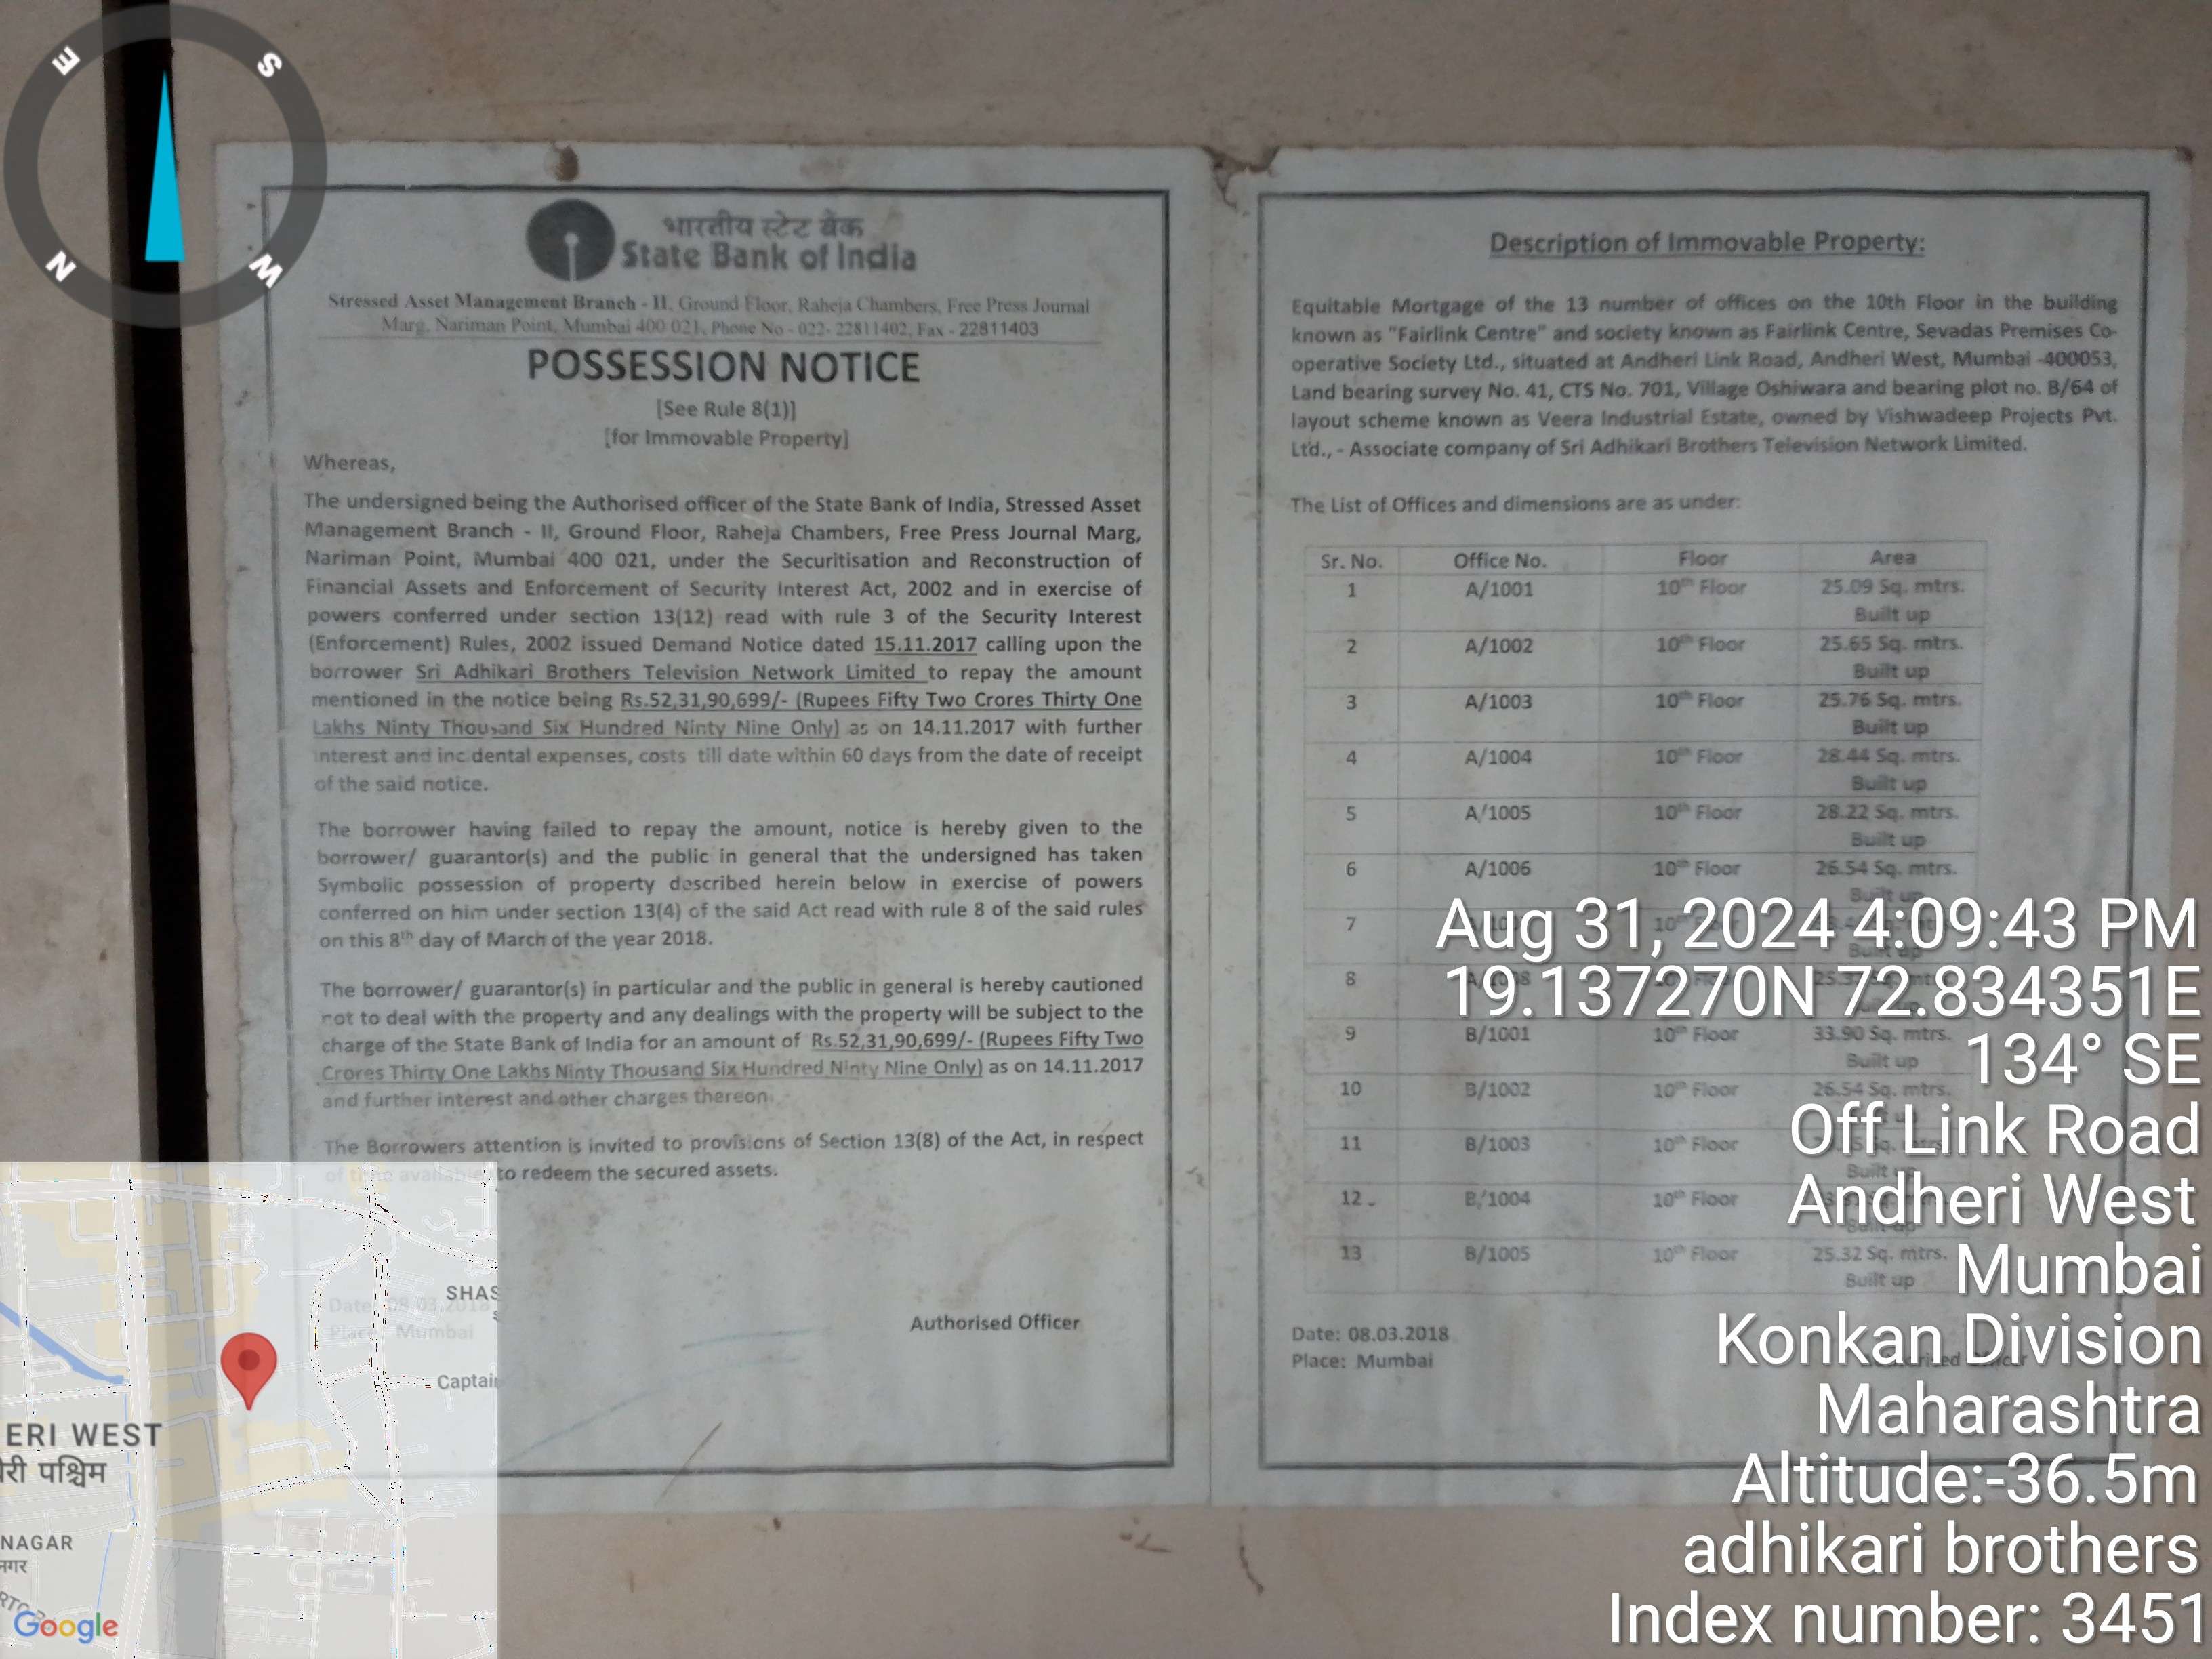 भारतीय स्टेट बैंक
State Bank of India
Stressed Asset Management Branch - II, Ground Floor, Raheja Chambers, Free Press Journal
Marg, Nariman Point, Mumbai 400 021, Phone No - 022- 22811402, Fax - 22811403
POSSESSION NOTICE
[See Rule 8(1)]
[for Immovable Property]
Whereas,
The undersigned being the Authorised officer of the State Bank of India, Stressed Asset
Management Branch - II, Ground Floor, Raheja Chambers, Free Press Journal Marg,
Nariman Point, Mumbai 400 021, under the Securitisation and Reconstruction of
Financial Assets and Enforcement of Security Interest Act, 2002 and in exercise of
powers conferred under section 13(12) read with rule 3 of the Security Interest
(Enforcement) Rules, 2002 issued Demand Notice dated 15.11.2017 calling upon the
borrower Sri Adhikari Brothers Television Network Limited to repay the amount
mentioned in the notice being Rs.52,31,90,699/- (Rupees Fifty Two Crores Thirty One
Lakhs Ninty Thousand Six Hundred Ninty Nine Only) as on 14.11.2017 with further
interest and incidental expenses, costs till date within 60 days from the date of receipt
of the said notice.
The borrower having failed to repay the amount, notice is hereby given to the
borrower/ guarantor(s) and the public in general that the undersigned has taken
Symbolic possession of property described herein below in exercise of powers
conferred on him under section 13(4) of the said Act read with rule 8 of the said rules
on this 8th day of March of the year 2018.
The borrower/ guarantor(s) in particular and the public in general is hereby cautioned
not to deal with the property and any dealings with the property will be subject to the
charge of the State Bank of India for an amount of Rs.52,31,90,699/- (Rupees Fifty Two
Crores Thirty One Lakhs Ninty Thousand Six Hundred Ninty Nine Only) as on 14.11.2017
and further interest and other charges thereon.
The Borrowers attention is invited to provisions of Section 13(8) of the Act, in respect
of time available to redeem the secured assets.
Date: 08.03.2018
Place: Mumbai
Authorised Officer
Description of Immovable Property:
Equitable Mortgage of the 13 number of offices on the 10th Floor in the building
known as "Fairlink Centre" and society known as Fairlink Centre, Sevadas Premises Co-
operative Society Ltd., situated at Andheri Link Road, Andheri West, Mumbai -400053,
Land bearing survey No. 41, CTS No. 701, Village Oshiwara and bearing plot no. B/64 of
layout scheme known as Veera Industrial Estate, owned by Vishwadeep Projects Pvt.
Ltd., - Associate company of Sri Adhikari Brothers Television Network Limited.
The List of Offices and dimensions are as under:
Sr. No. Office No. Floor Area
1 A/1001 10th Floor 25.09 Sq. mtrs.
Built up
2 A/1002 10th Floor 25.65 Sq. mtrs.
Built up
3 A/1003 10th Floor 25.76 Sq. mtrs.
Built up
4 A/1004 10th Floor 28.44 Sq. mtrs.
Built up
5 A/1005 10th Floor 28.22 Sq. mtrs.
Built up
6 A/1006 10th Floor 26.54 Sq. mtrs.
Built up
7
Built up
8
9 B/1001 10th Floor 33.90 Sq. mtrs.
Built up
10 B/1002 10th Floor 26.54 Sq. mtrs.
11 B/1003 10th Floor
Built
12 B/1004 10th Floor
13 B/1005 10th Floor 25.32 Sq. mtrs.
Built up
Date: 08.03.2018
Place: Mumbai
Aug 31, 2024 4:09:43 PM
19.137270N 72.834351E
134° SE
Off Link Road
Andheri West
Mumbai
Konkan Division
Maharashtra
Altitude:-36.5m
adhikari brothers
Index number: 3451
E
S
N
W
SHAS
Captain
ERI WEST
री पश्चिम
NAGAR
नगर
Google